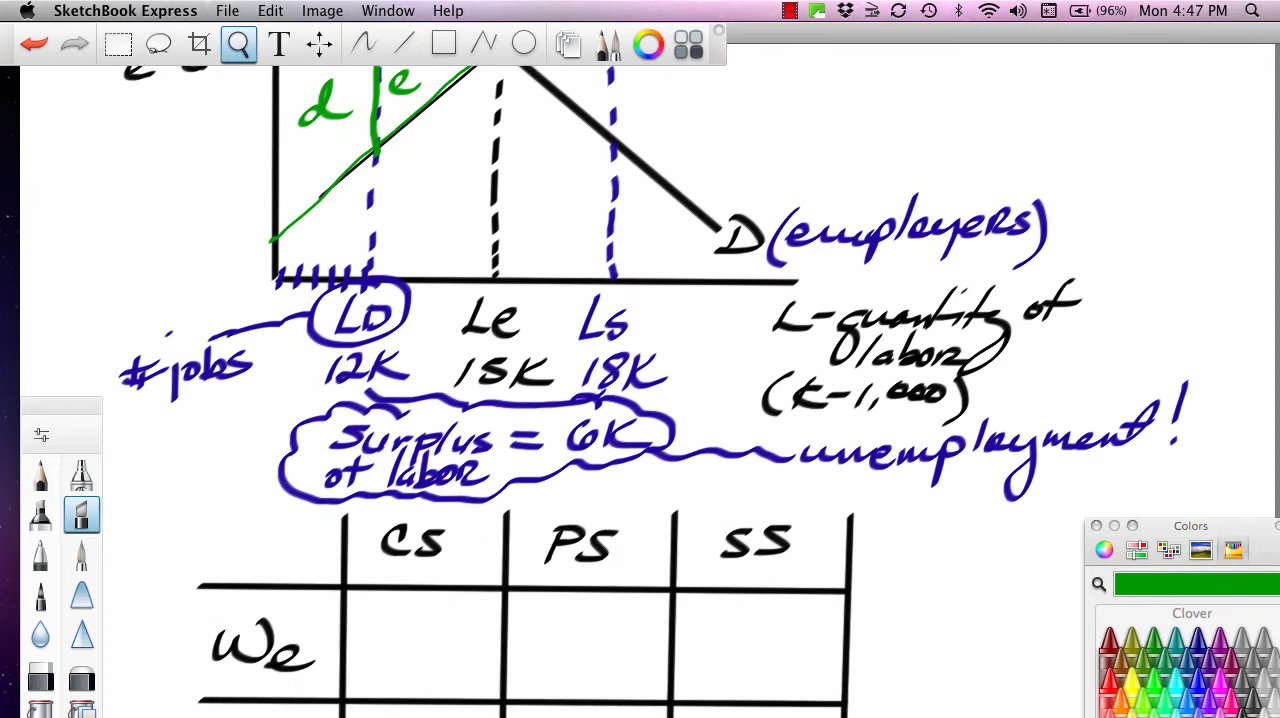 SketchBook Express File Edit Image Window Help (96%) Mon 4:47 PM
T
d e
D (employers)
LD Le Ls
L-quantity of
labor
(K-1,000)
# jobs
12K 15K 18K
Surplus = 6K
of labor
unemployment!
CS PS SS
We
Colors
Clover